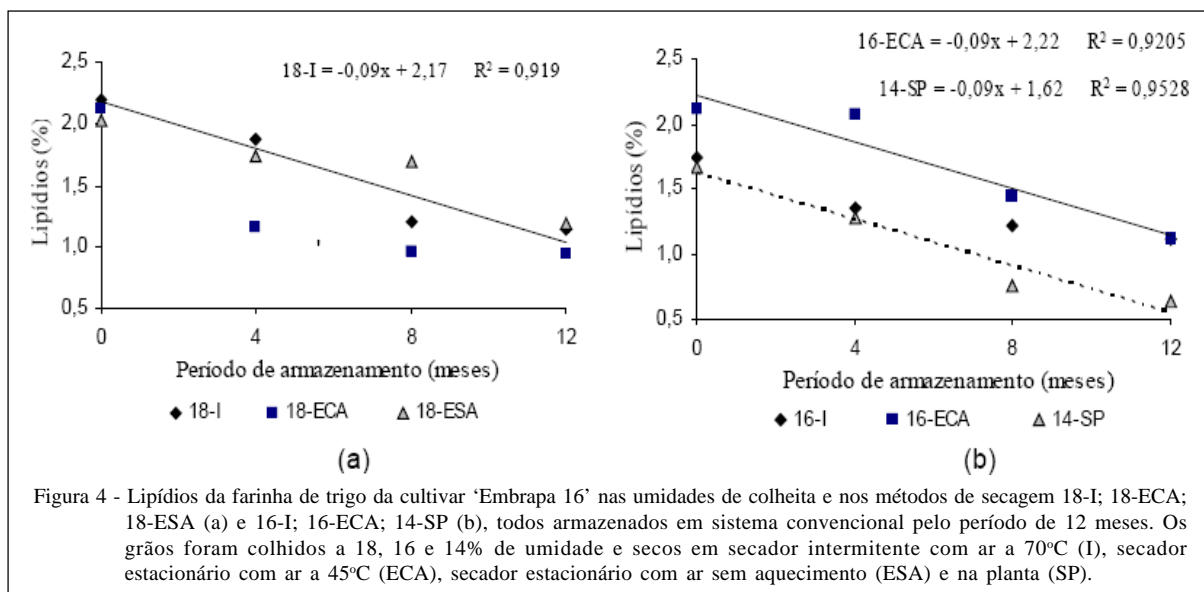 18-I = -0,09x + 2,17 R² = 0,919
Lipídios (%)
2,5
2,0
1,5
1,0
0,5
0 4 8 12
Período de armazenamento (meses)
18-I 18-ECA 18-ESA
(a)
16-ECA = -0,09x + 2,22 R² = 0,9205
14-SP = -0,09x + 1,62 R² = 0,9528
Lipídios (%)
2,5
2,0
1,5
1,0
0,5
0 4 8 12
Período de armazenamento (meses)
16-I 16-ECA 14-SP
(b)
Figura 4 - Lipídios da farinha de trigo da cultivar ‘Embrapa 16’ nas umidades de colheita e nos métodos de secagem 18-I; 18-ECA;
18-ESA (a) e 16-I; 16-ECA; 14-SP (b), todos armazenados em sistema convencional pelo período de 12 meses. Os
grãos foram colhidos a 18, 16 e 14% de umidade e secos em secador intermitente com ar a 70ºC (I), secador
estacionário com ar a 45ºC (ECA), secador estacionário com ar sem aquecimento (ESA) e na planta (SP).